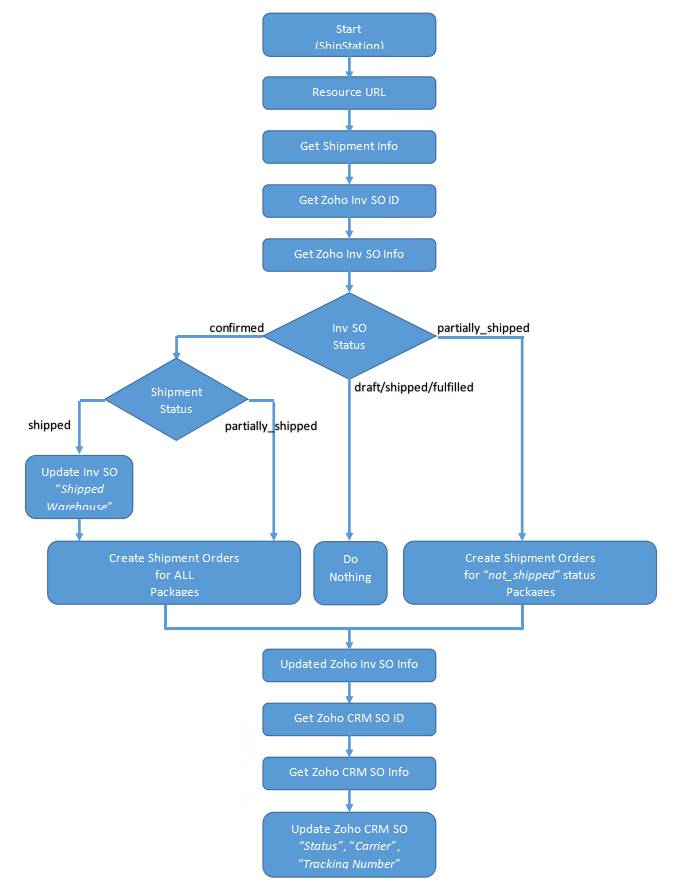 Start
(ShipStation)
Resource URL
Get Shipment Info
Get Zoho Inv SO ID
Get Zoho Inv SO Info
confirmed
Inv SO
Status
partially_shipped
draft/shipped/fulfilled
Shipment
Status
shipped
partially_shipped
Update Inv SO
“Shipped
Warehouse”
Create Shipment Orders
for ALL
Packages
Do
Nothing
Create Shipment Orders
for “not_shipped” status
Packages
Updated Zoho Inv SO Info
Get Zoho CRM SO ID
Get Zoho CRM SO Info
Update Zoho CRM SO
“Status”, “Carrier”,
“Tracking Number”